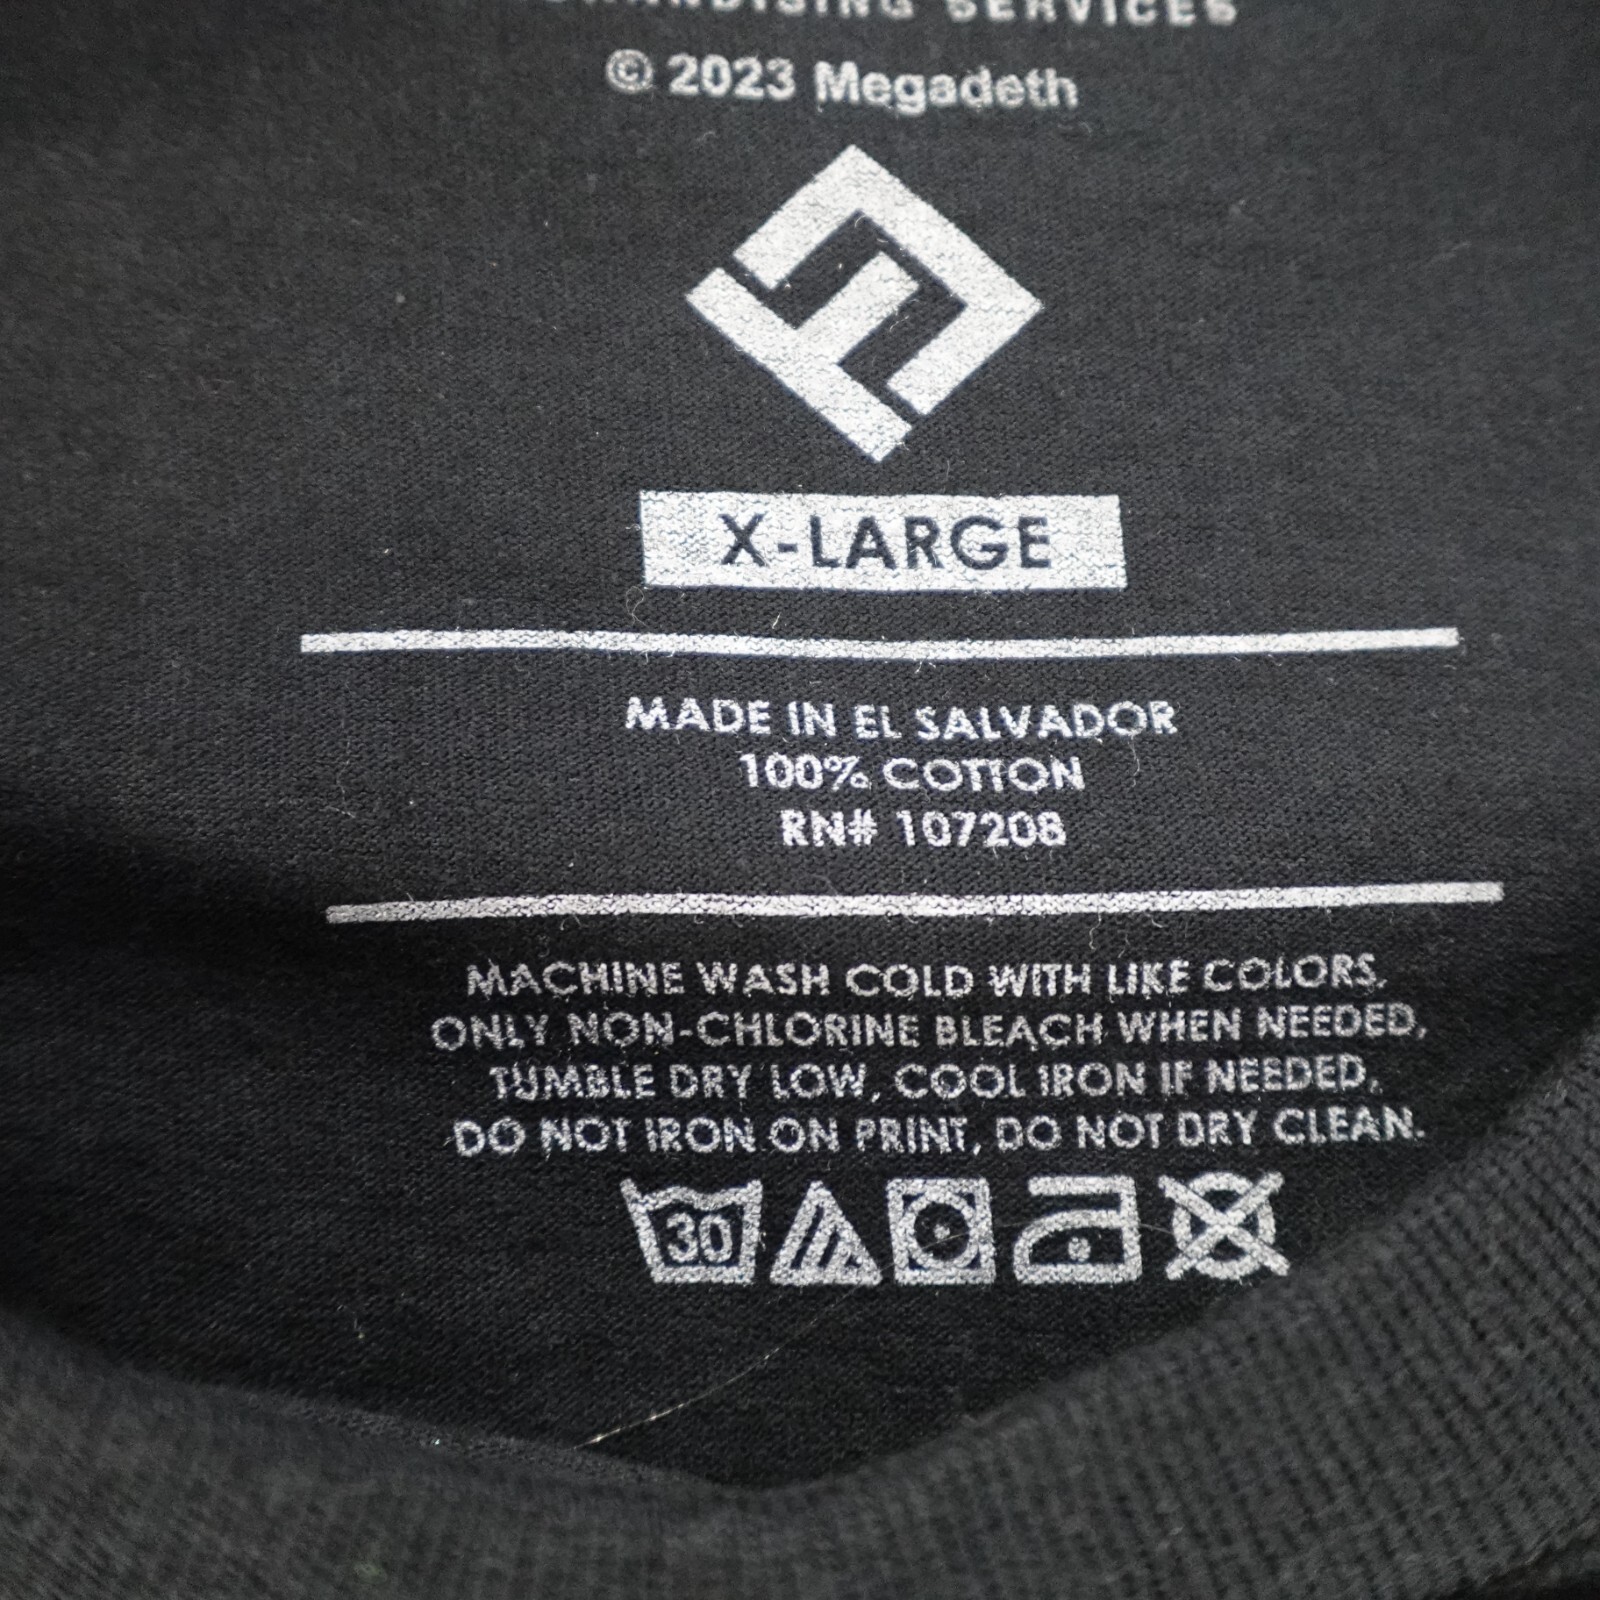 SERVICES
© 2023 Megadeth
X-LARGE
MADE IN EL SALVADOR
100% COTTON
RN# 107208
MACHINE WASH COLD WITH LIKE COLORS,
ONLY NON-CHLORINE BLEACH WHEN NEEDED,
TUMBLE DRY LOW, COOL IRON IF NEEDED,
DO NOT IRON ON PRINT, DO NOT DRY CLEAN.
30